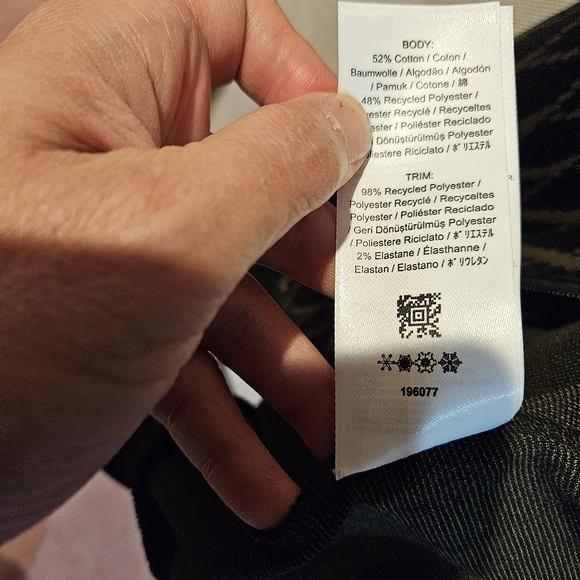 BODY:
52% Cotton / Coton /
Baumwolle / Algodão / Algodón
/ Pamuk / Cotone / 綿
48% Recycled Polyester /
Recyclé / Recyceltes
/ Poliéster Reciclado
Dönüştürülmüş Polyester
Riciclato / ポリエステル
TRIM:
98% Recycled Polyester /
Polyester Recyclé / Recyceltes
Polyester / Poliéster Reciclado
/ Geri Dönüştürülmüş Polyester
/ Poliestere Riciclato / ポリエステル
2% Elastane / Élasthanne /
Elastan / Elastano / ポリウレタン
196077